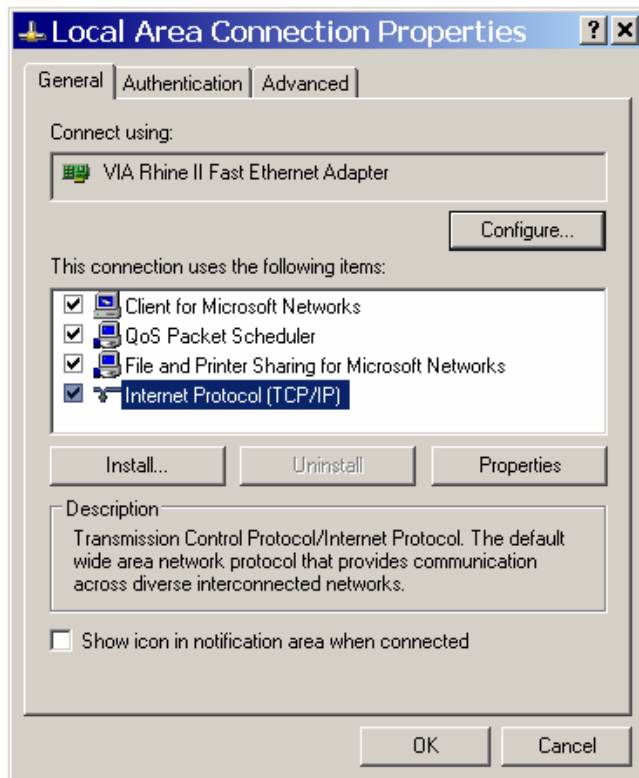 Local Area Connection Properties
General Authentication Advanced
Connect using:
VIA Rhine II Fast Ethernet Adapter
Configure...
This connection uses the following items:
Client for Microsoft Networks
QoS Packet Scheduler
File and Printer Sharing for Microsoft Networks
Internet Protocol (TCP/IP)
Install... Uninstall Properties
Description
Transmission Control Protocol/Internet Protocol. The default
wide area network protocol that provides communication
across diverse interconnected networks.
Show icon in notification area when connected
OK Cancel